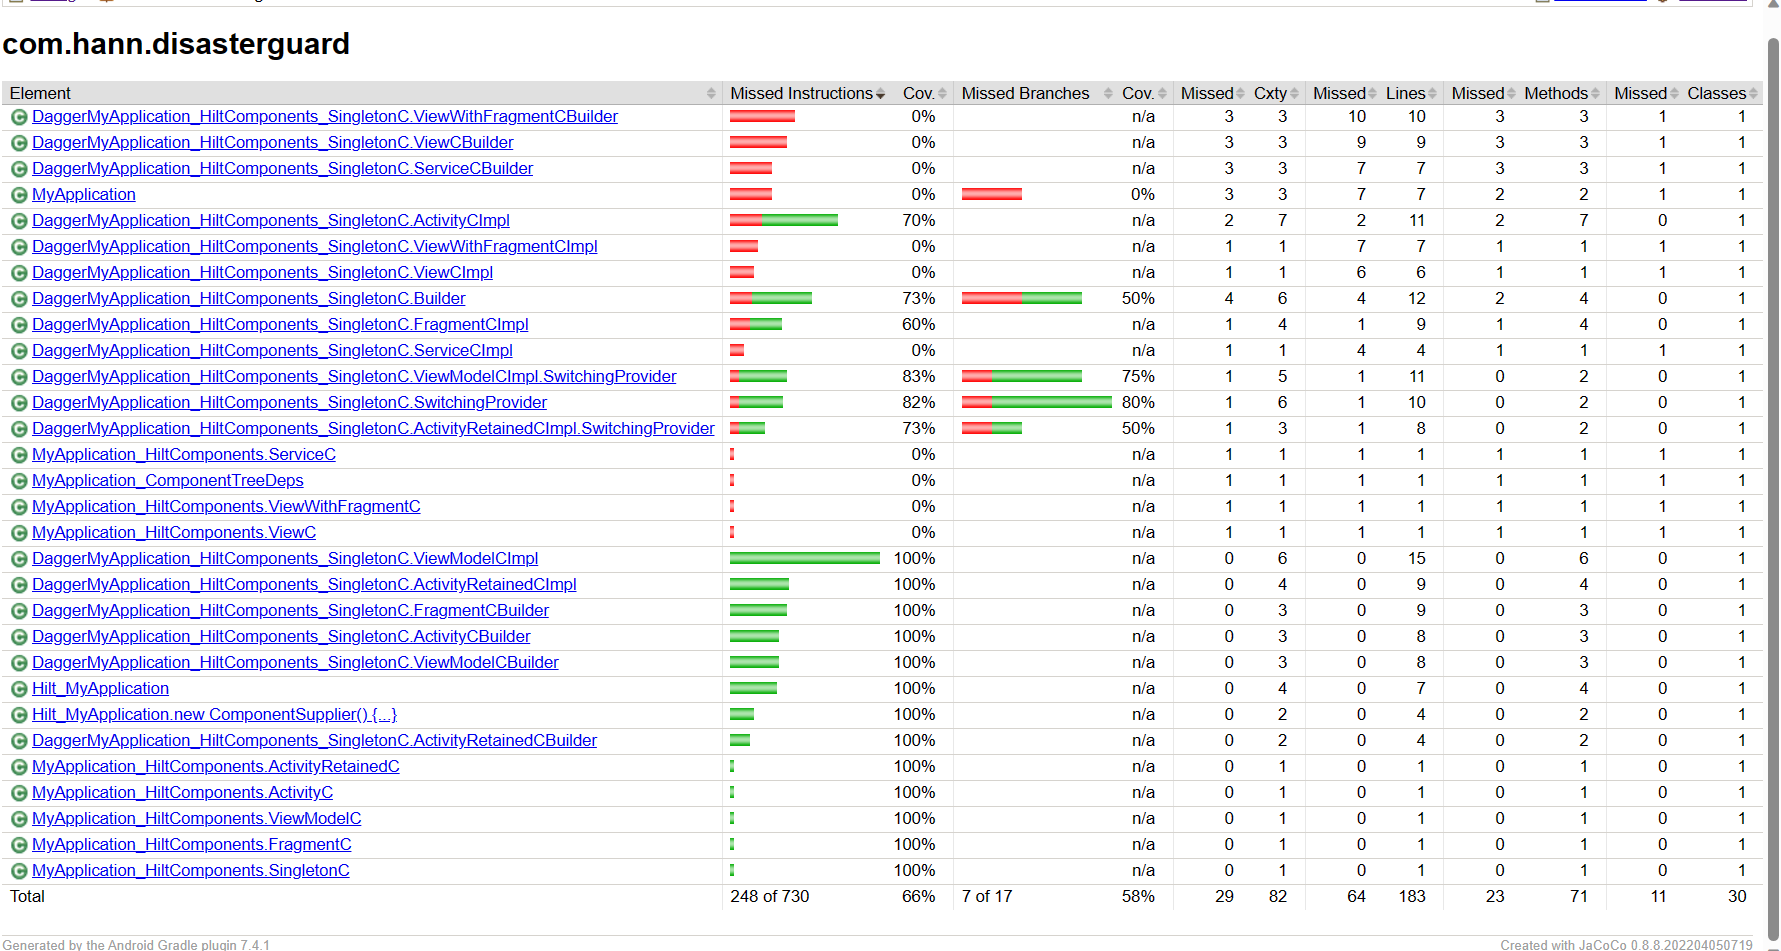 com.hann.disasterguard
Element Missed Instructions Cov. Missed Branches Cov. Missed Cxty Missed Lines Missed Methods Missed Classes
DaggerMyApplication_HiltComponents_SingletonC.ViewWithFragmentCBuilder 0% n/a 3 3 10 10 3 3 1 1
DaggerMyApplication_HiltComponents_SingletonC.ViewCBuilder 0% n/a 3 3 9 9 3 3 1 1
DaggerMyApplication_HiltComponents_SingletonC.ServiceCBuilder 0% n/a 3 3 7 7 3 3 1 1
MyApplication 0% 0% 3 3 7 7 2 2 1 1
DaggerMyApplication_HiltComponents_SingletonC.ActivityCImpl 70% n/a 2 7 2 11 2 7 0 1
DaggerMyApplication_HiltComponents_SingletonC.ViewWithFragmentCImpl 0% n/a 1 1 7 7 1 1 1 1
DaggerMyApplication_HiltComponents_SingletonC.ViewCImpl 0% n/a 1 1 6 6 1 1 1 1
DaggerMyApplication_HiltComponents_SingletonC.Builder 73% 50% 4 6 4 12 2 4 0 1
DaggerMyApplication_HiltComponents_SingletonC.FragmentCImpl 60% n/a 1 4 1 9 1 4 0 1
DaggerMyApplication_HiltComponents_SingletonC.ServiceCImpl 0% n/a 1 1 4 4 1 1 1 1
DaggerMyApplication_HiltComponents_SingletonC.ViewModelCImpl.SwitchingProvider 83% 75% 1 5 1 11 0 2 0 1
DaggerMyApplication_HiltComponents_SingletonC.SwitchingProvider 82% 80% 1 6 1 10 0 2 0 1
DaggerMyApplication_HiltComponents_SingletonC.ActivityRetainedCImpl.SwitchingProvider 73% 50% 1 3 1 8 0 2 0 1
MyApplication_HiltComponents.ServiceC 0% n/a 1 1 1 1 1 1 1 1
MyApplication_ComponentTreeDeps 0% n/a 1 1 1 1 1 1 1 1
MyApplication_HiltComponents.ViewWithFragmentC 0% n/a 1 1 1 1 1 1 1 1
MyApplication_HiltComponents.ViewC 0% n/a 1 1 1 1 1 1 1 1
DaggerMyApplication_HiltComponents_SingletonC.ViewModelCImpl 100% n/a 0 6 0 15 0 6 0 1
DaggerMyApplication_HiltComponents_SingletonC.ActivityRetainedCImpl 100% n/a 0 4 0 9 0 4 0 1
DaggerMyApplication_HiltComponents_SingletonC.FragmentCBuilder 100% n/a 0 3 0 9 0 3 0 1
DaggerMyApplication_HiltComponents_SingletonC.ActivityCBuilder 100% n/a 0 3 0 8 0 3 0 1
DaggerMyApplication_HiltComponents_SingletonC.ViewModelCBuilder 100% n/a 0 3 0 8 0 3 0 1
Hilt_MyApplication 100% n/a 0 4 0 7 0 4 0 1
Hilt_MyApplication.new ComponentSupplier() {...} 100% n/a 0 2 0 4 0 2 0 1
DaggerMyApplication_HiltComponents_SingletonC.ActivityRetainedCBuilder 100% n/a 0 2 0 4 0 2 0 1
MyApplication_HiltComponents.ActivityRetainedC 100% n/a 0 1 0 1 0 1 0 1
MyApplication_HiltComponents.ActivityC 100% n/a 0 1 0 1 0 1 0 1
MyApplication_HiltComponents.ViewModelC 100% n/a 0 1 0 1 0 1 0 1
MyApplication_HiltComponents.FragmentC 100% n/a 0 1 0 1 0 1 0 1
MyApplication_HiltComponents.SingletonC 100% n/a 0 1 0 1 0 1 0 1
Total 248 of 730 66% 7 of 17 58% 29 82 64 183 23 71 11 30
Generated by the Android Gradle plugin 7.4.1 Created with JaCoCo 0.8.8.202204050719